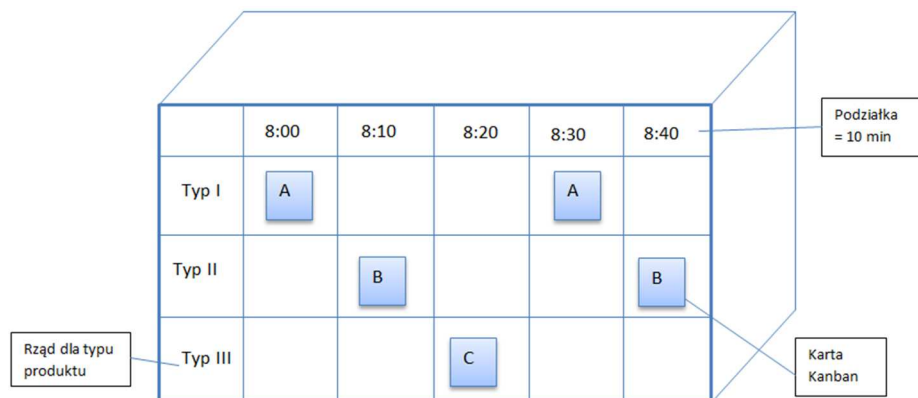 8:00 8:10 8:20 8:30 8:40
Podziałka
= 10 min
Typ I A A
Typ II B B
Rząd dla typu
produktu
Typ III C
Karta
Kanban